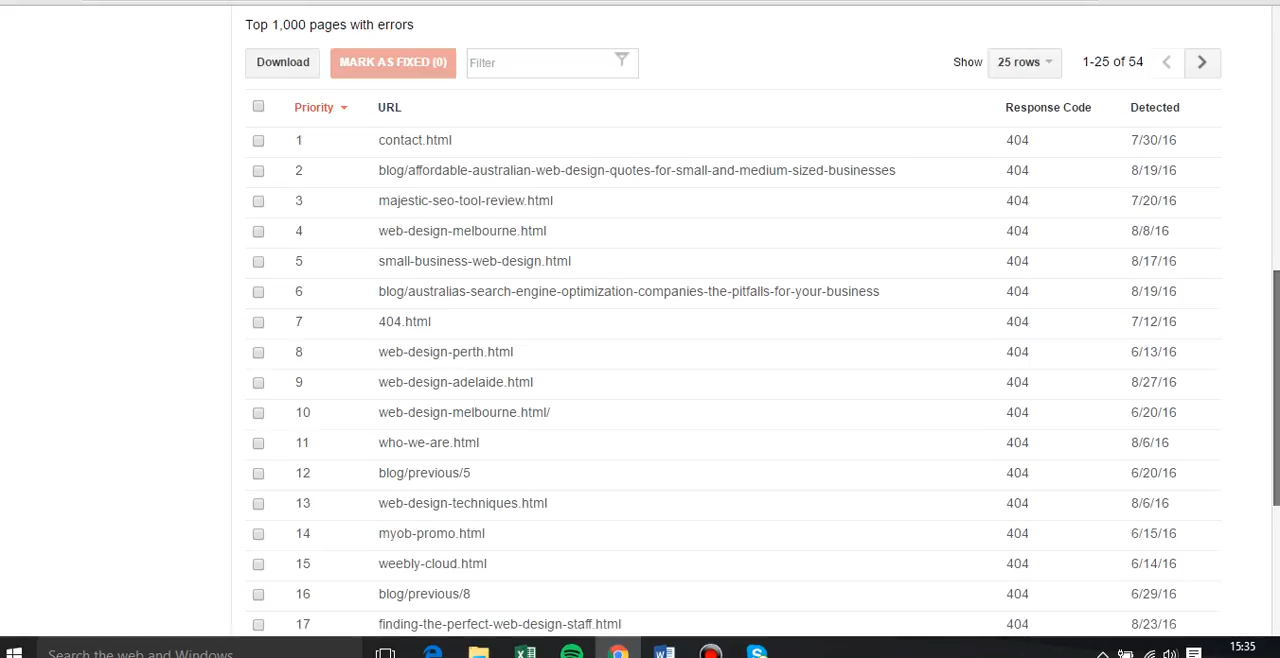 Top 1,000 pages with errors
Download MARK AS FIXED (0) Filter Show 25 rows 1-25 of 54
Priority URL Response Code Detected
1 contact.html 404 7/30/16
2 blog/affordable-australian-web-design-quotes-for-small-and-medium-sized-businesses 404 8/19/16
3 majestic-seo-tool-review.html 404 7/20/16
4 web-design-melbourne.html 404 8/8/16
5 small-business-web-design.html 404 8/17/16
6 blog/australias-search-engine-optimization-companies-the-pitfalls-for-your-business 404 8/19/16
7 404.html 404 7/12/16
8 web-design-perth.html 404 6/13/16
9 web-design-adelaide.html 404 8/27/16
10 web-design-melbourne.html/ 404 6/20/16
11 who-we-are.html 404 8/6/16
12 blog/previous/5 404 6/20/16
13 web-design-techniques.html 404 8/6/16
14 myob-promo.html 404 6/15/16
15 weebly-cloud.html 404 6/14/16
16 blog/previous/8 404 6/29/16
17 finding-the-perfect-web-design-staff.html 404 8/23/16
Search the web and Windows 15:35